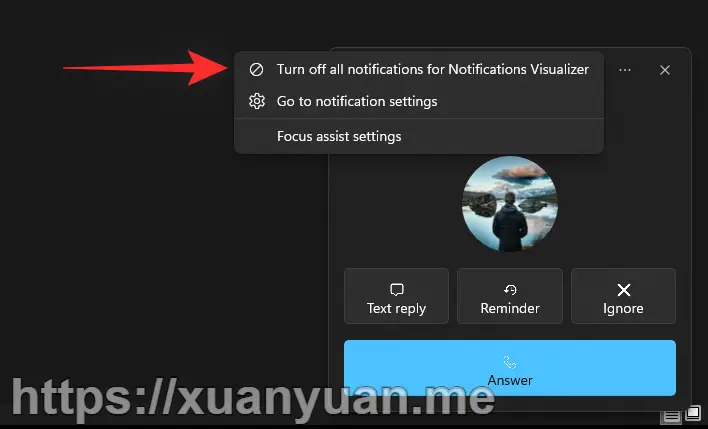 Turn off all notifications for Notifications Visualizer
Go to notification settings
Focus assist settings
Text reply
Reminder
Ignore
Answer
https://xuanyuan.me